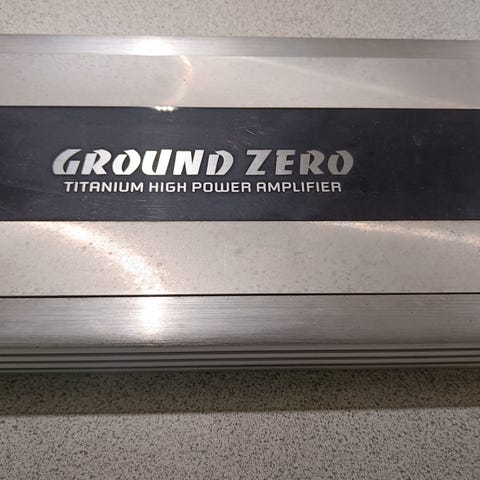 GROUND ZERO
TITANIUM HIGH POWER AMPLIFIER